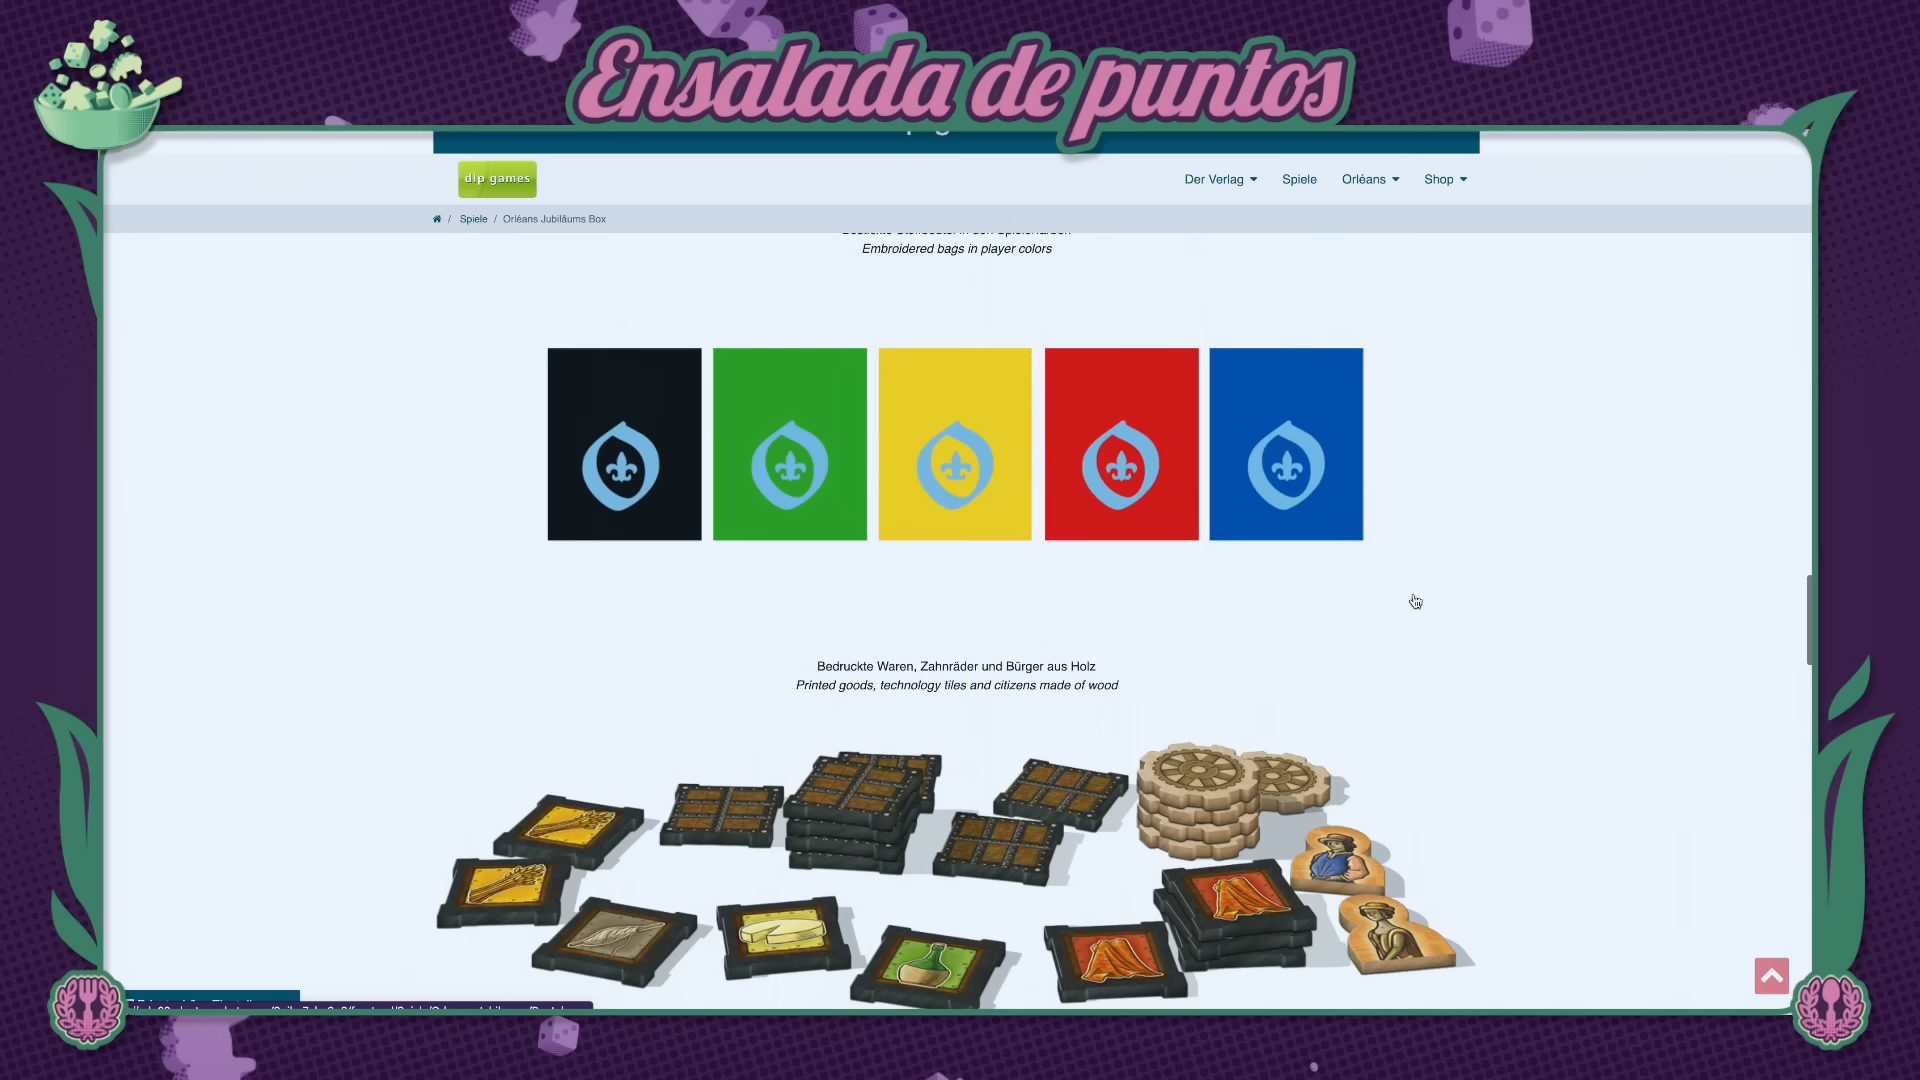 Ensalada de puntos
dlp games
Der Verlag
Spiele
Orléans
Shop
/ Spiele / Orléans Jubiläums Box
Embroidered bags in player colors
Bedruckte Waren, Zahnräder und Bürger aus Holz
Printed goods, technology tiles and citizens made of wood